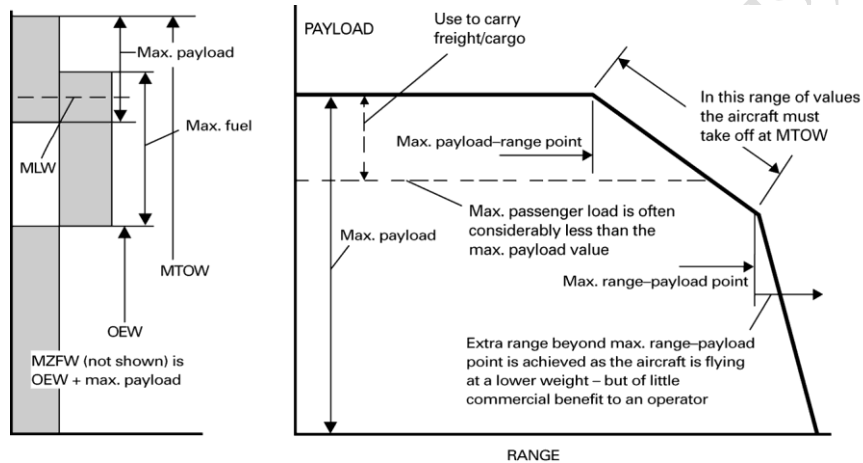 Max. payload
Max. fuel
MLW
MTOW
OEW
MZFW (not shown) is
OEW + max. payload
PAYLOAD
Use to carry
freight/cargo
In this range of values
the aircraft must
take off at MTOW
Max. payload–range point
Max. passenger load is often
considerably less than the
max. payload value
Max. payload
Max. range–payload point
Extra range beyond max. range–payload
point is achieved as the aircraft is flying
at a lower weight – but of little
commercial benefit to an operator
RANGE